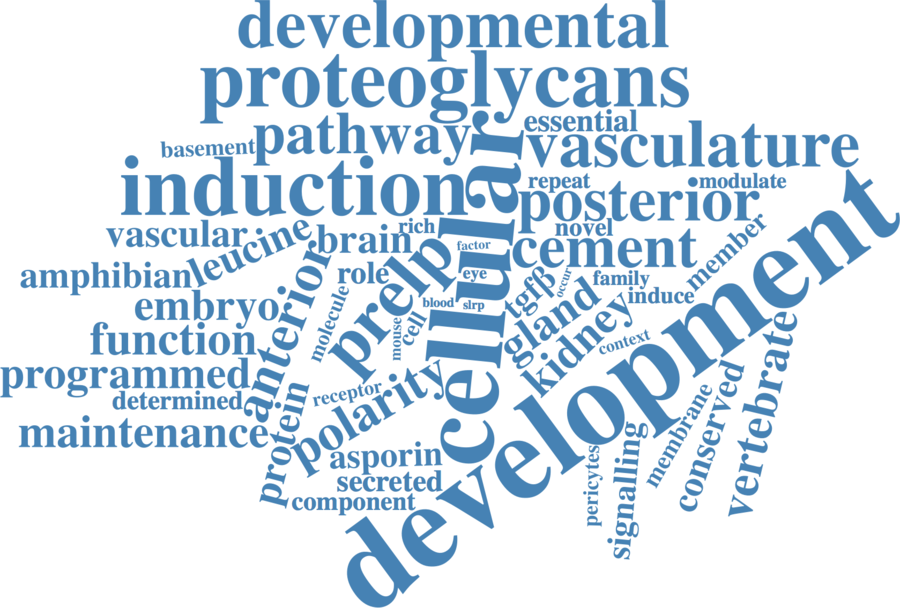 developmental
proteoglycans
essential
pathway
basement
vasculature
induction
cellular
repeat
modulate
posterior
rich
novel
vascular
leucine
brain
factor
cement
member
amphibian
role
eye
prelp
tgfβ
occur
family
induce
embryo
anterior
molecule
blood
slrp
gland
kidney
function
mouse
cell
context
development
programmed
determined
receptor
polarity
vertebrate
maintenance
protein
asporin
secreted
component
membrane
conserved
pericytes
signalling